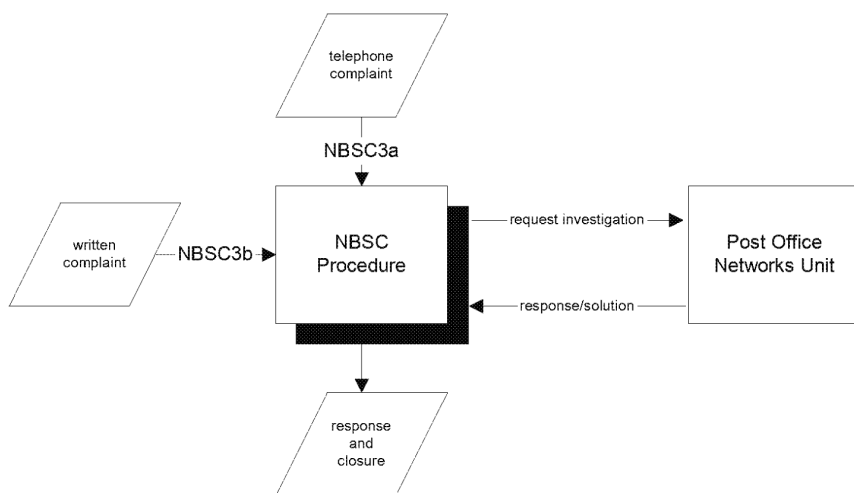 telephone
complaint
NBSC3a
written
complaint
NBSC3b
NBSC
Procedure
request investigation
Post Office
Networks Unit
response/solution
response
and
closure